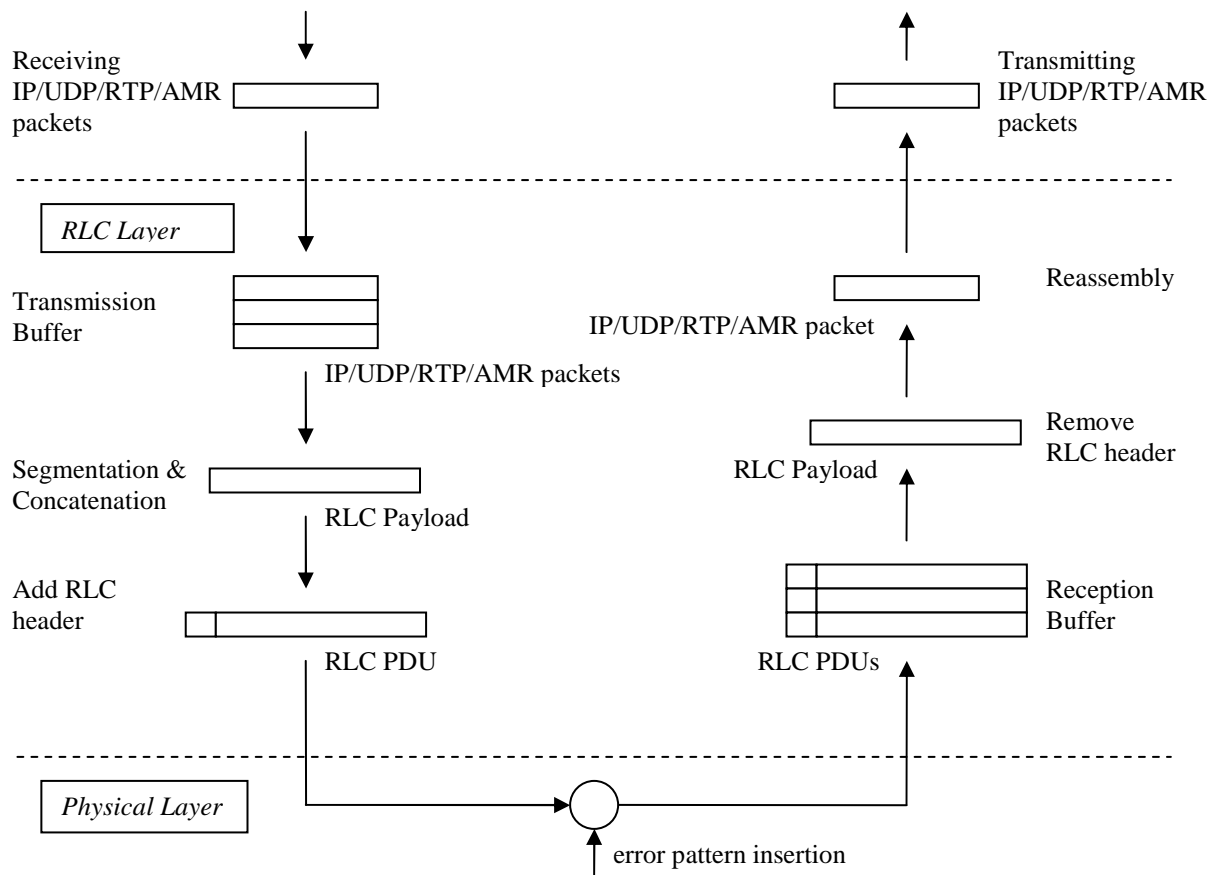 Receiving
IP/UDP/RTP/AMR
packets
Transmitting
IP/UDP/RTP/AMR
packets
RLC Layer
Transmission
Buffer
IP/UDP/RTP/AMR packets
Reassembly
IP/UDP/RTP/AMR packet
Segmentation &
Concatenation
RLC Payload
Remove
RLC header
RLC Payload
Add RLC
header
RLC PDU
Reception
Buffer
RLC PDUs
Physical Layer
error pattern insertion